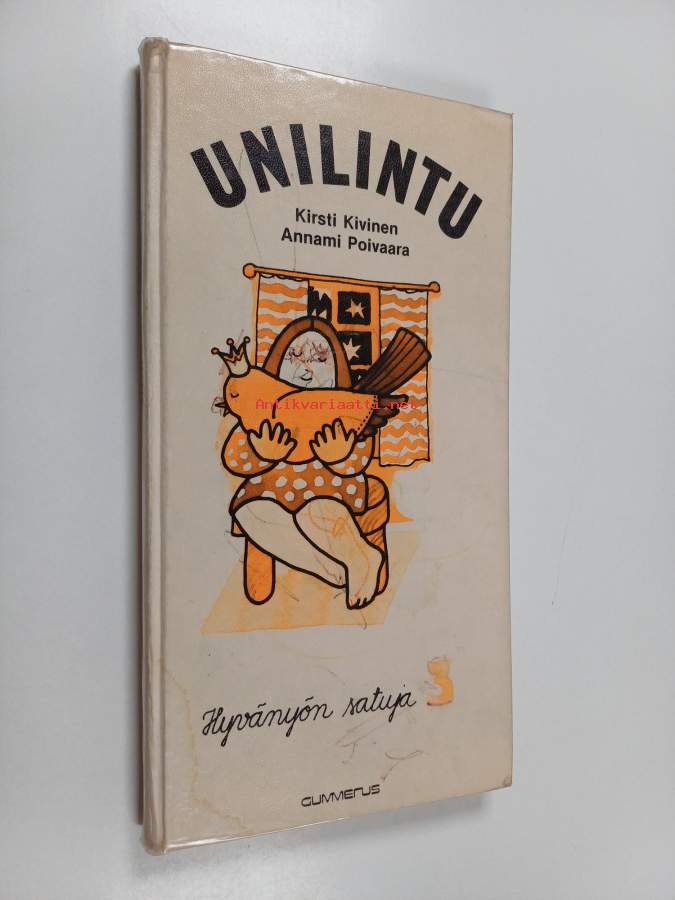 UNILINTU
Kirsti Kivinen
Annami Poivaara
Antikvariaatti.net
Hyvänyön satuja
GUMMERUS